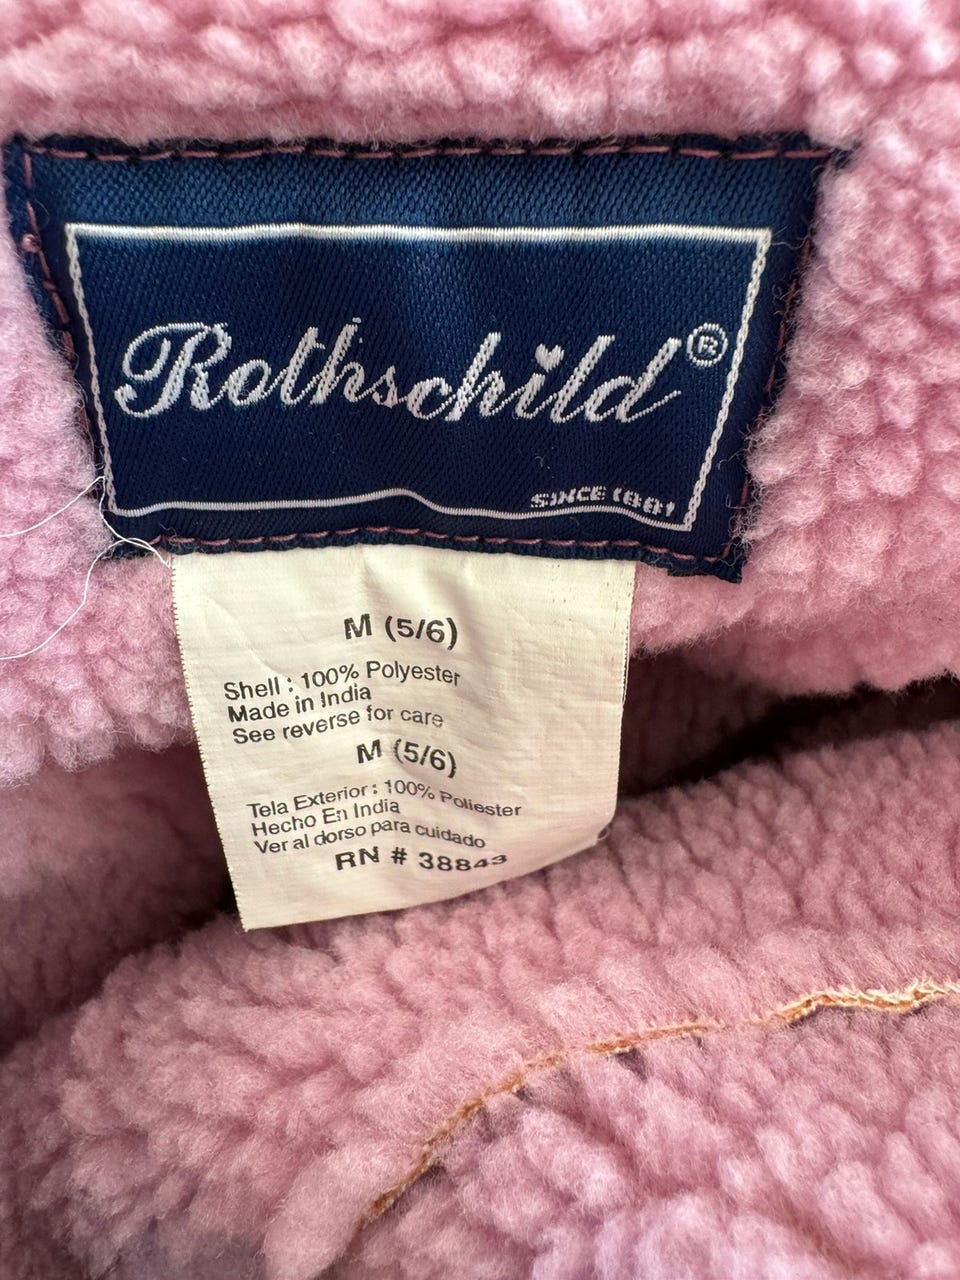 Rothschild®
SINCE 1881
M (5/6)
Shell : 100% Polyester
Made in India
See reverse for care
M (5/6)
Tela Exterior : 100% Poliester
Hecho En India
Ver al dorso para cuidado
RN # 38843